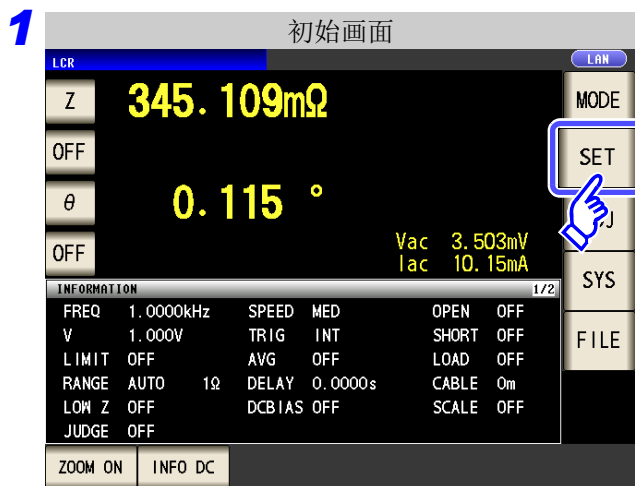 1
初始画面
LCR
LAN
Z 345.109mΩ
OFF
θ 0.115 °
OFF
Vac 3.503mV
Iac 10.15mA
MODE
SET
SYS
FILE
INFORMATION 1/2
FREQ 1.0000kHz SPEED MED OPEN OFF
V 1.000V TRIG INT SHORT OFF
LIMIT OFF AVG OFF LOAD OFF
RANGE AUTO 1Ω DELAY 0.0000s CABLE 0m
LOW Z OFF DCBIAS OFF SCALE OFF
JUDGE OFF
ZOOM ON INFO DC